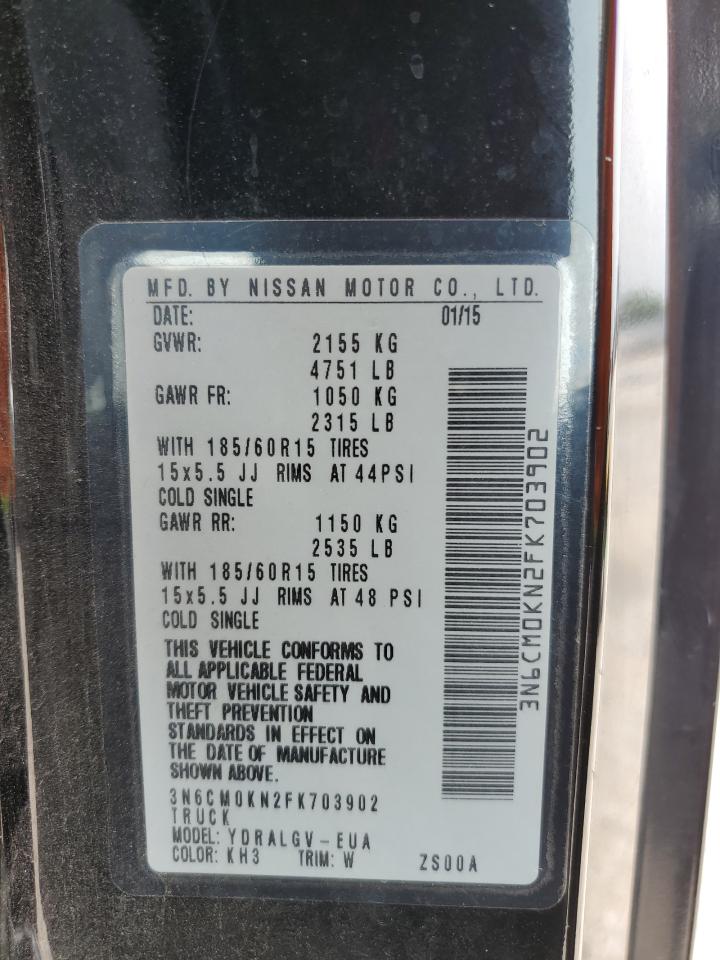 MFD. BY NISSAN MOTOR CO., LTD.
DATE: 01/15
GVWR: 2155 KG
4751 LB
GAWR FR: 1050 KG
2315 LB
WITH 185/60R15 TIRES
15x5.5 JJ RIMS AT 44PSI
COLD SINGLE
GAWR RR: 1150 KG
2535 LB
WITH 185/60R15 TIRES
15x5.5 JJ RIMS AT 48 PSI
COLD SINGLE
THIS VEHICLE CONFORMS TO
ALL APPLICABLE FEDERAL
MOTOR VEHICLE SAFETY AND
THEFT PREVENTION
STANDARDS IN EFFECT ON
THE DATE OF MANUFACTURE
SHOWN ABOVE.
3N6CM0KN2FK703902
TRUCK
MODEL: YDRALGV-EUA
COLOR: KH3 TRIM: W ZS00A
3N6CM0KN2FK703902